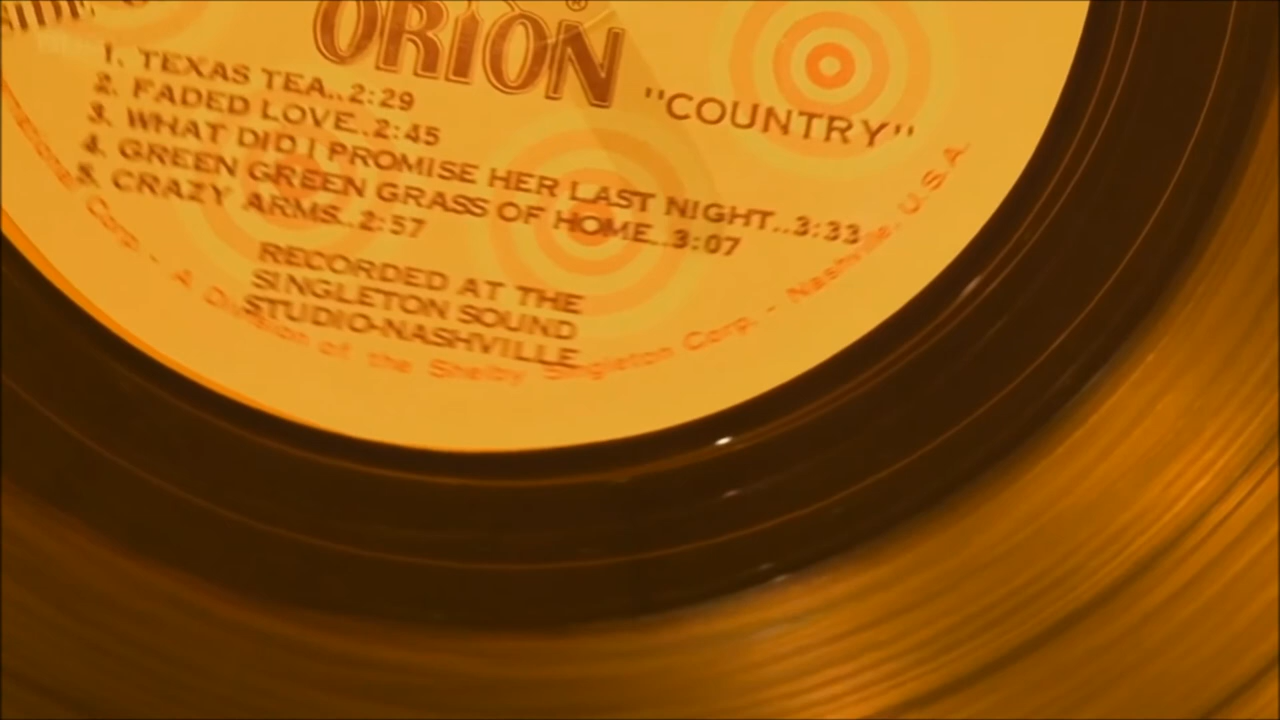 ORION ®
"COUNTRY"
1. TEXAS TEA..2:29
2. FADED LOVE..2:45
3. WHAT DID I PROMISE HER LAST NIGHT..3:33
4. GREEN GREEN GRASS OF HOME..3:07
5. CRAZY ARMS..2:57
RECORDED AT THE
SINGLETON SOUND
STUDIO-NASHVILLE
Corp. - A Division of the Shelby Singleton Corp. - Nashville, U.S.A.